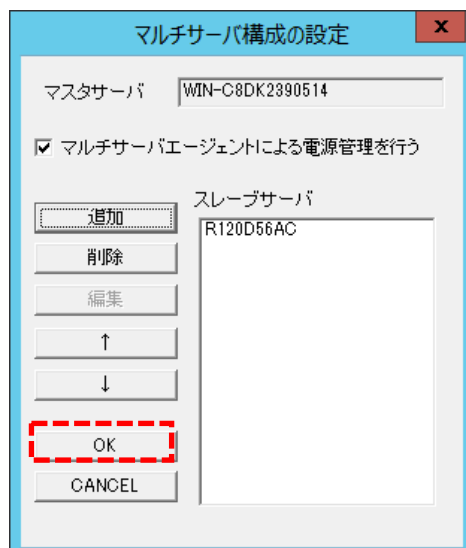 マルチサーバ構成の設定
x
マスタサーバ WIN-C8DK2390514
マルチサーバエージェントによる電源管理を行う
スレーブサーバ
追加
R120D56AC
削除
編集
↑
↓
OK
CANCEL